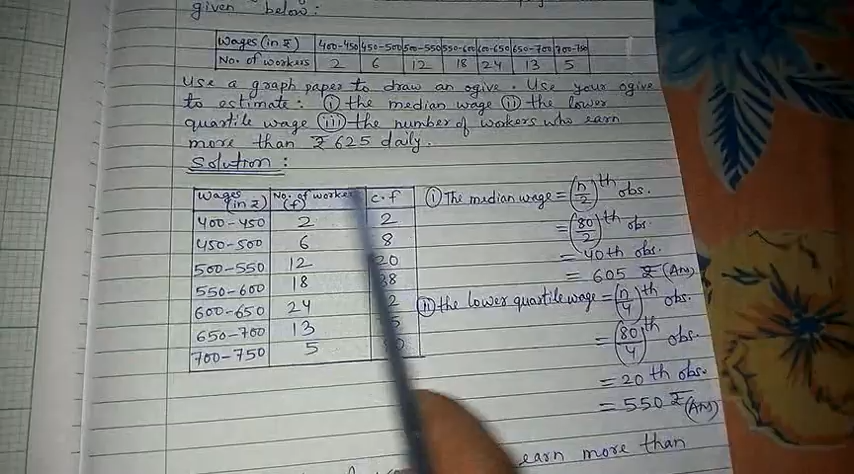 given below:
Wages (in ₹) 400-450 450-500 500-550 550-600 600-650 650-700 700-750
No. of workers 2 6 12 18 24 13 5
Use a graph paper to draw an ogive. Use your ogive
to estimate: (i) the median wage (ii) the lower
quartile wage (iii) the number of workers who earn
more than ₹ 625 daily.
Solution:
Wages (in ₹) No. of workers (f) c.f
400-450 2 2
450-500 6 8
500-550 12 20
550-600 18 38
600-650 24 2
650-700 13
700-750 5
(i) The median wage = (n/2)th obs.
= (80/2)th obs.
= 40th obs.
= 605 ₹ (Ans)
(ii) the lower quartile wage = (n/4)th obs.
= (80/4)th obs.
= 20th obs.
= 550 ₹ (Ans)
earn more than